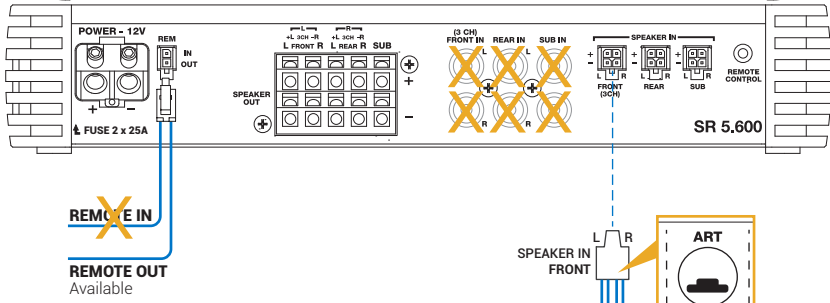 POWER - 12V
REM
IN
OUT
+ -
FUSE 2 x 25A
L R
+L 3CH -R +L 3CH -R
L FRONT R L REAR R SUB
SPEAKER
OUT
+
-
(3 CH)
FRONT IN REAR IN SUB IN
L L
R R
SPEAKER IN
+ + +
- - -
L R L R L R
FRONT REAR SUB
(3CH)
REMOTE
CONTROL
SR 5.600
REMOTE IN
REMOTE OUT
Available
L R
SPEAKER IN
FRONT
ART